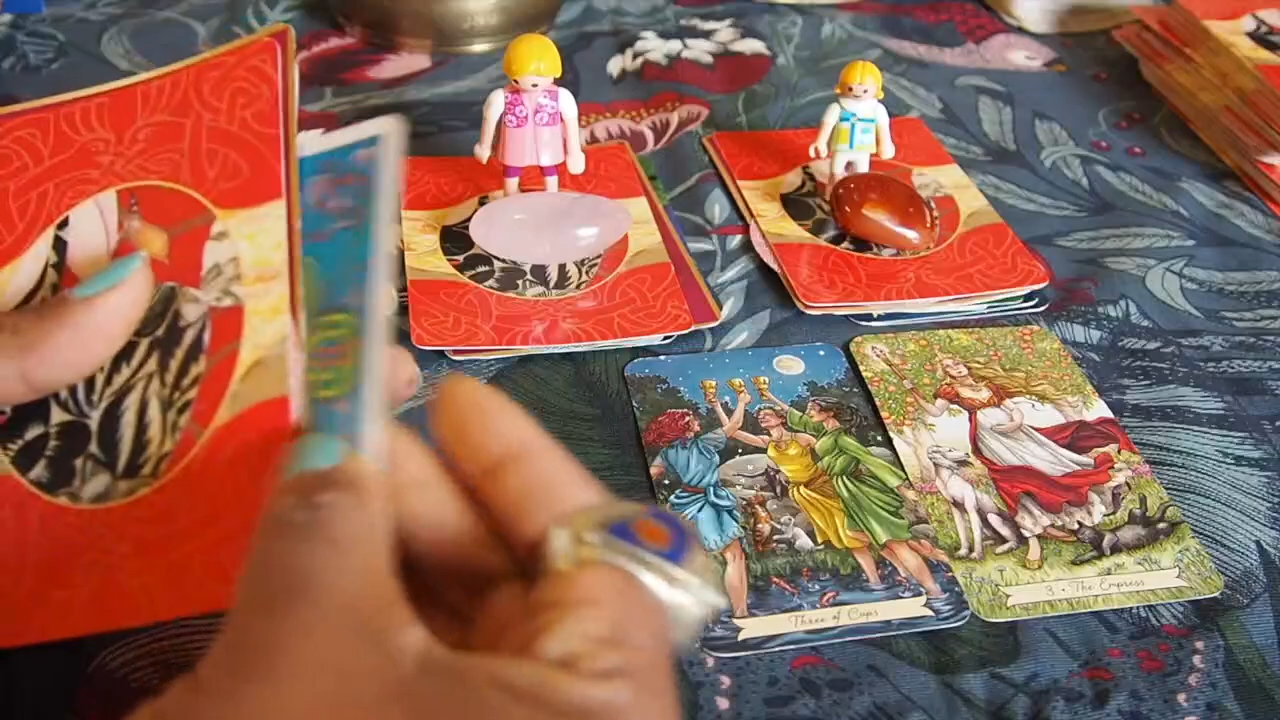 Three of Cups
3 • The Empress